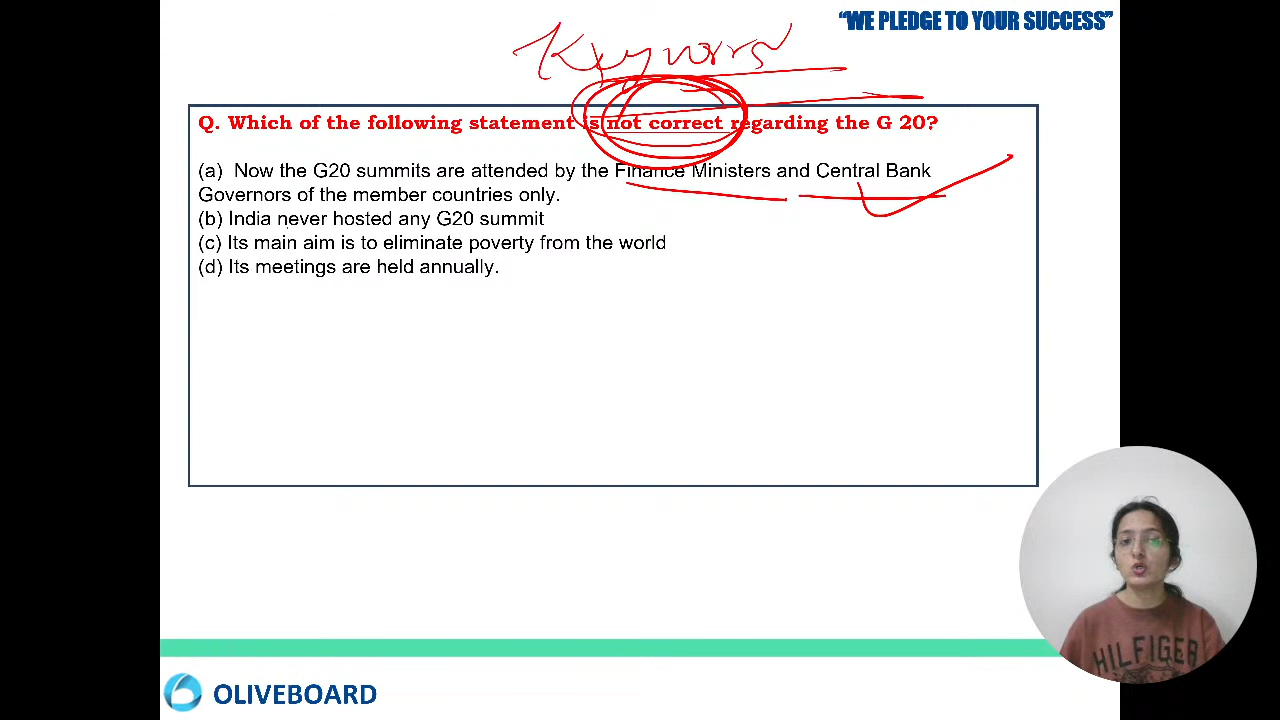 “WE PLEDGE TO YOUR SUCCESS”
Keywors
Q. Which of the following statement is not correct regarding the G 20?
(a) Now the G20 summits are attended by the Finance Ministers and Central Bank
Governors of the member countries only.
(b) India never hosted any G20 summit
(c) Its main aim is to eliminate poverty from the world
(d) Its meetings are held annually.
HILFIGER
OLIVEBOARD